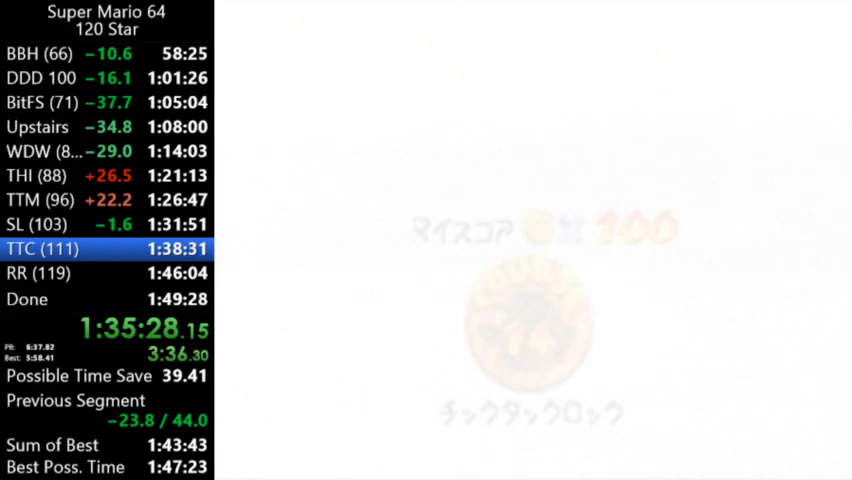 Super Mario 64
120 Star
BBH (66) −10.6 58:25
DDD 100 −16.1 1:01:26
BitFS (71) −37.7 1:05:04
Upstairs −34.8 1:08:00
WDW (8... −29.0 1:14:03
THI (88) +26.5 1:21:13
TTM (96) +22.2 1:26:47
SL (103) −1.6 1:31:51
TTC (111) 1:38:31
RR (119) 1:46:04
Done 1:49:28
1:35:28.15
PB: 6:37.82
Best: 5:58.41
3:36.30
Possible Time Save 39.41
Previous Segment
−23.8 / 44.0
Sum of Best 1:43:43
Best Poss. Time 1:47:23
マイスコア × 100
14
チックタックロック